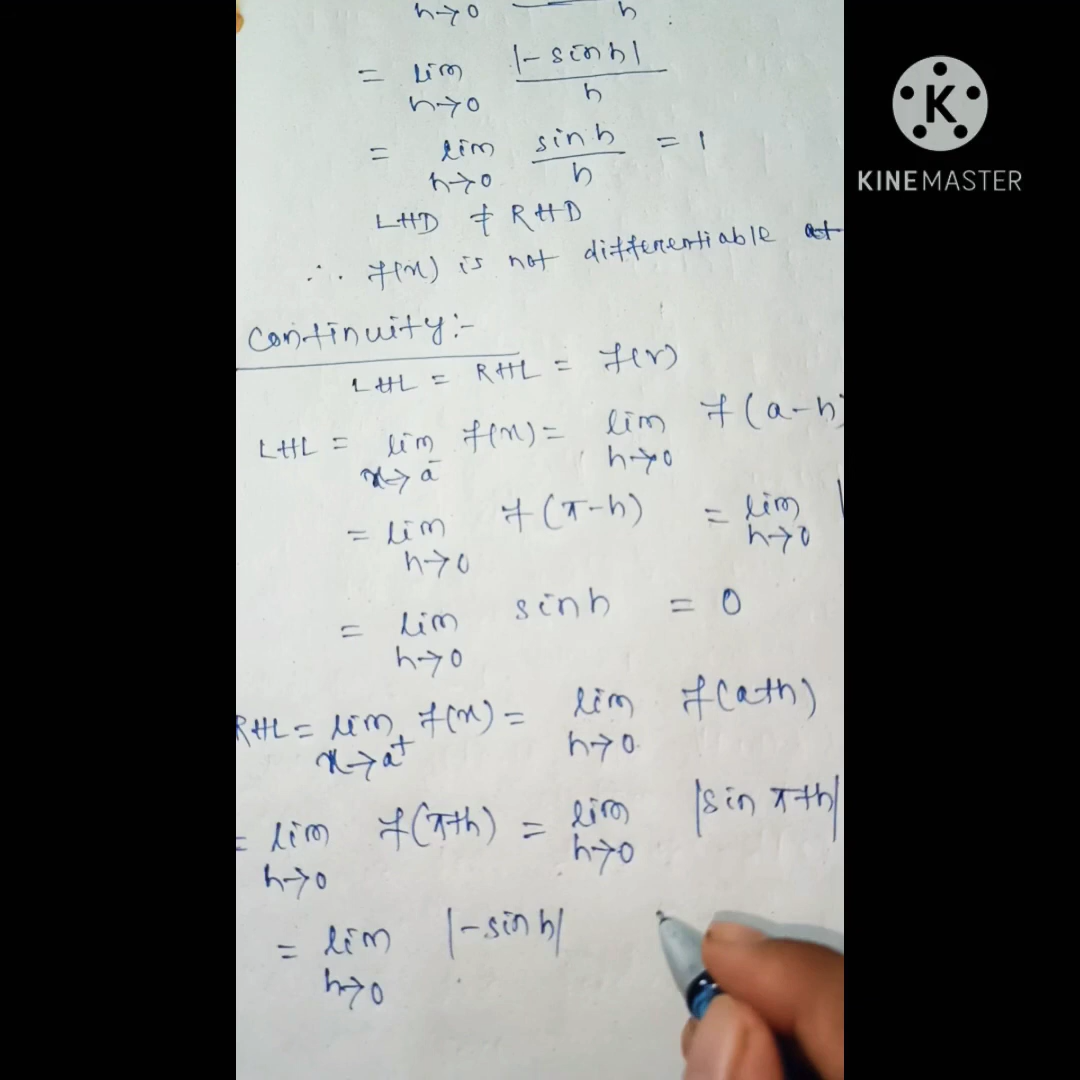 h→0 h
= lim |-sinh| / h
h→0
= lim sinh / h = 1
h→0
LHD ≠ RHD
∴ f(x) is not differentiable at
Continuity:-
LHL = RHL = f(x)
LHL = lim f(x) = lim f(a-h)
x→a⁻ h→0
= lim f(π-h) = lim |
h→0 h→0
= lim sinh = 0
h→0
RHL = lim f(x) = lim f(a+h)
x→a⁺ h→0
= lim f(π+h) = lim |sin π+h|
h→0 h→0
= lim |-sinh|
h→0
K
KINEMASTER